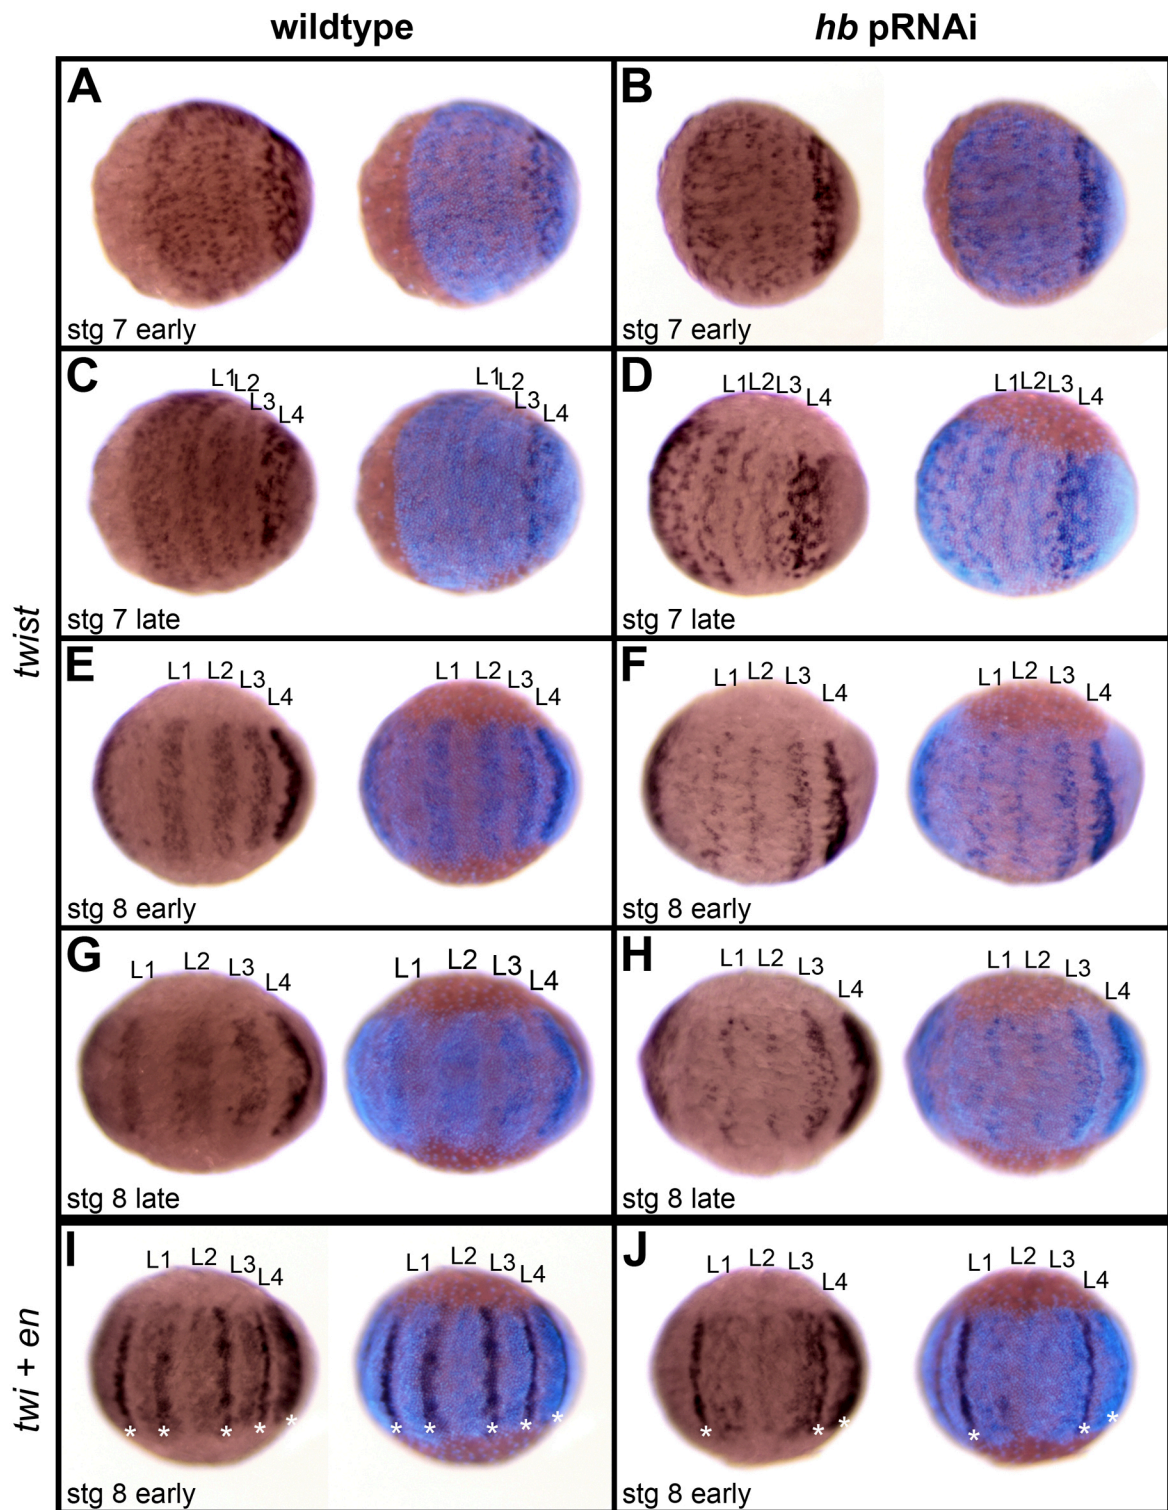 wildtype
hb pRNAi
A
B
stg 7 early
stg 7 early
C
L1 L2 L3 L4
L1 L2 L3 L4
D
L1 L2 L3 L4
L1 L2 L3 L4
stg 7 late
stg 7 late
twist
E
L1 L2 L3 L4
L1 L2 L3 L4
F
L1 L2 L3 L4
L1 L2 L3 L4
stg 8 early
stg 8 early
G
L1 L2 L3 L4
L1 L2 L3 L4
H
L1 L2 L3 L4
L1 L2 L3 L4
stg 8 late
stg 8 late
twi + en
I
L1 L2 L3 L4
L1 L2 L3 L4
* * * * *
* * * * *
J
L1 L2 L3 L4
L1 L2 L3 L4
* * *
* * *
stg 8 early
stg 8 early